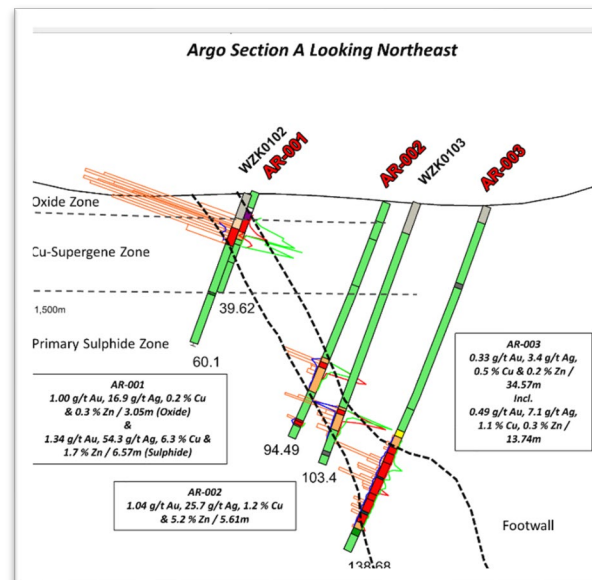 Argo Section A Looking Northeast
WZK0102
AR-001
AR-002
WZK0103
AR-003
Oxide Zone
Cu-Supergene Zone
1,500m
39.62
Primary Sulphide Zone
60.1
AR-001
1.00 g/t Au, 16.9 g/t Ag, 0.2 % Cu
& 0.3 % Zn / 3.05m (Oxide)
&
1.34 g/t Au, 54.3 g/t Ag, 6.3 % Cu &
1.7 % Zn / 6.57m (Sulphide)
AR-003
0.33 g/t Au, 3.4 g/t Ag,
0.5 % Cu & 0.2 % Zn /
34.57m
Incl.
0.49 g/t Au, 7.1 g/t Ag,
1.1 % Cu, 0.3 % Zn /
13.74m
94.49
103.4
AR-002
1.04 g/t Au, 25.7 g/t Ag, 1.2 % Cu
& 5.2 % Zn / 5.61m
Footwall
138.68